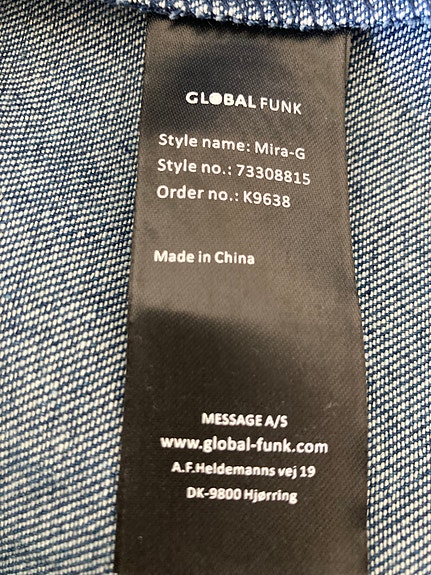 GLOBAL FUNK
Style name: Mira-G
Style no.: 73308815
Order no.: K9638
Made in China
MESSAGE A/S
www.global-funk.com
A.F.Heldemanns vej 19
DK-9800 Hjørring